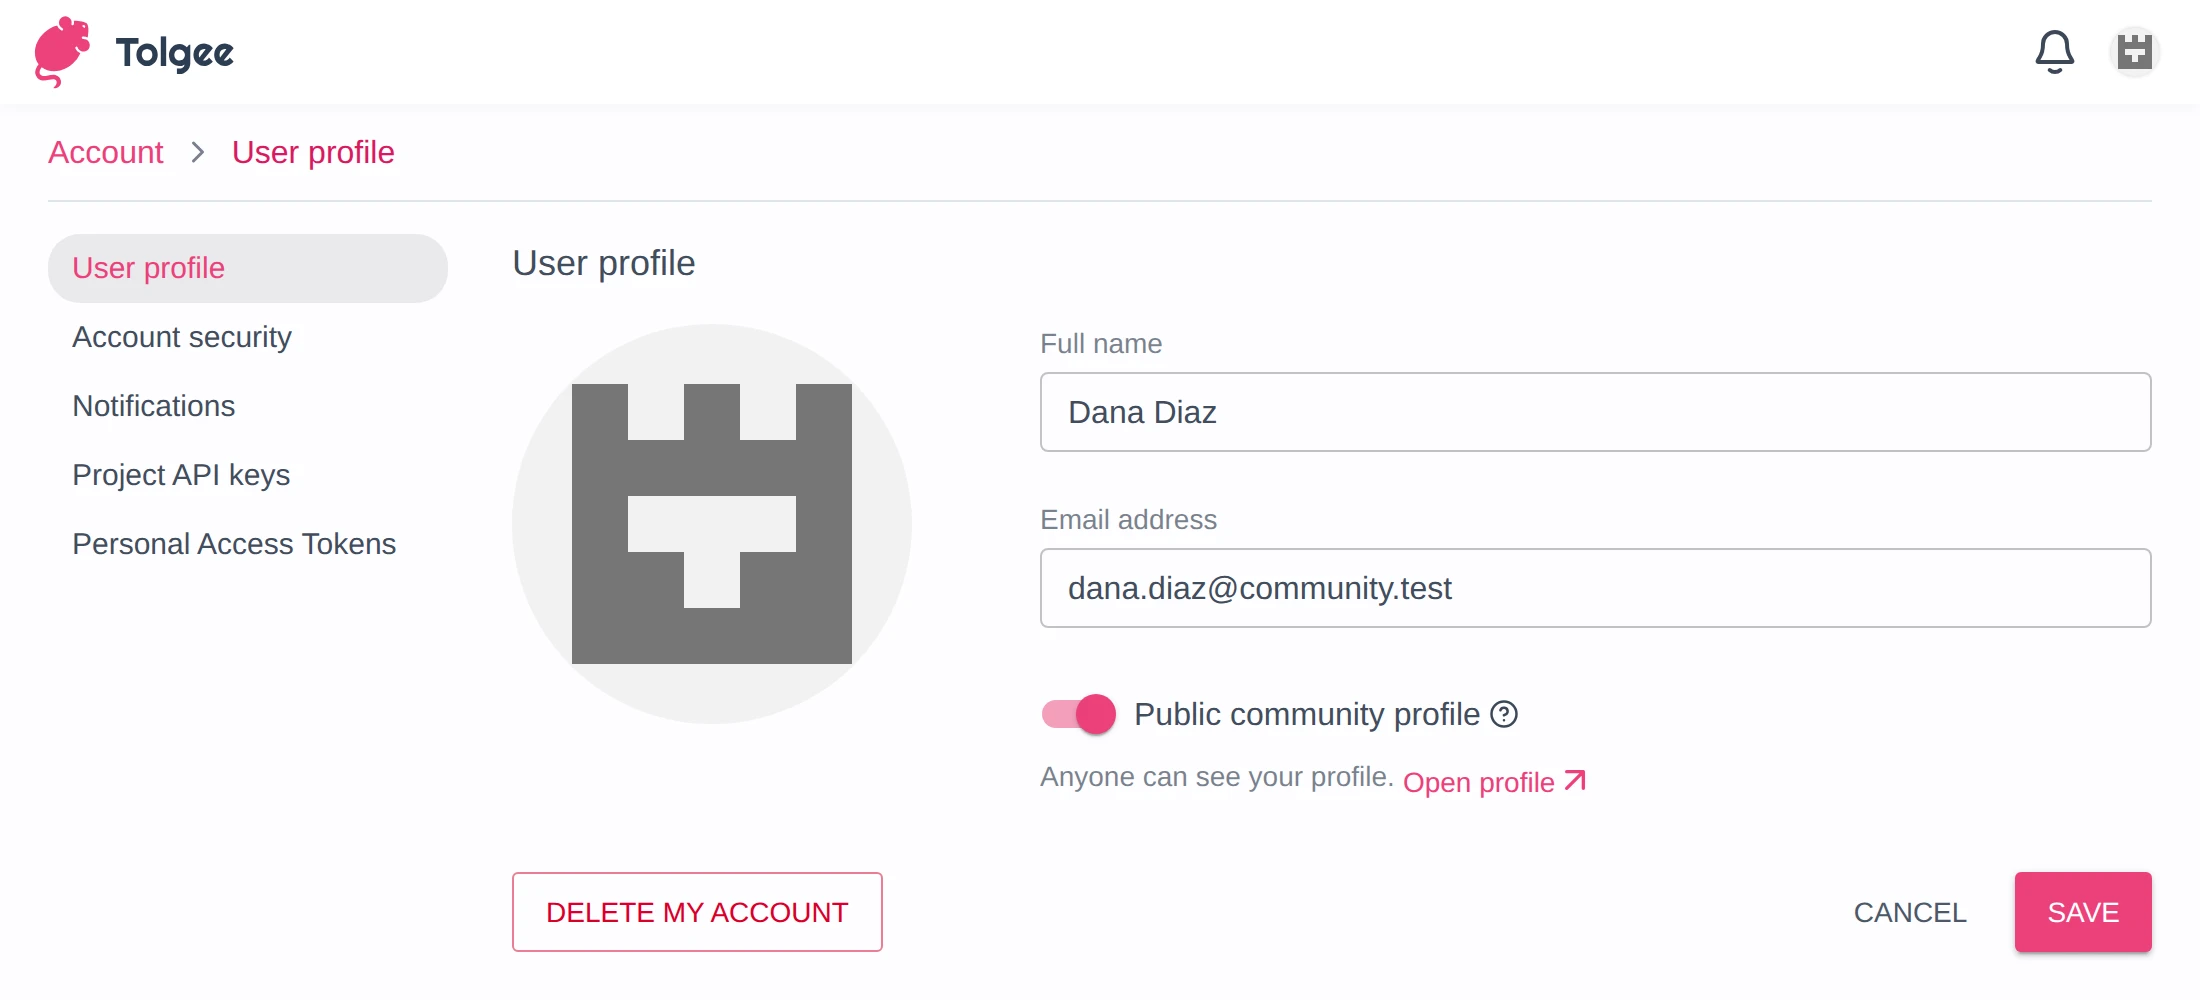 Tolgee
Account > User profile
User profile
Account security
Notifications
Project API keys
Personal Access Tokens
User profile
Full name
Dana Diaz
Email address
dana.diaz@community.test
Public community profile
Anyone can see your profile. Open profile
DELETE MY ACCOUNT
CANCEL
SAVE